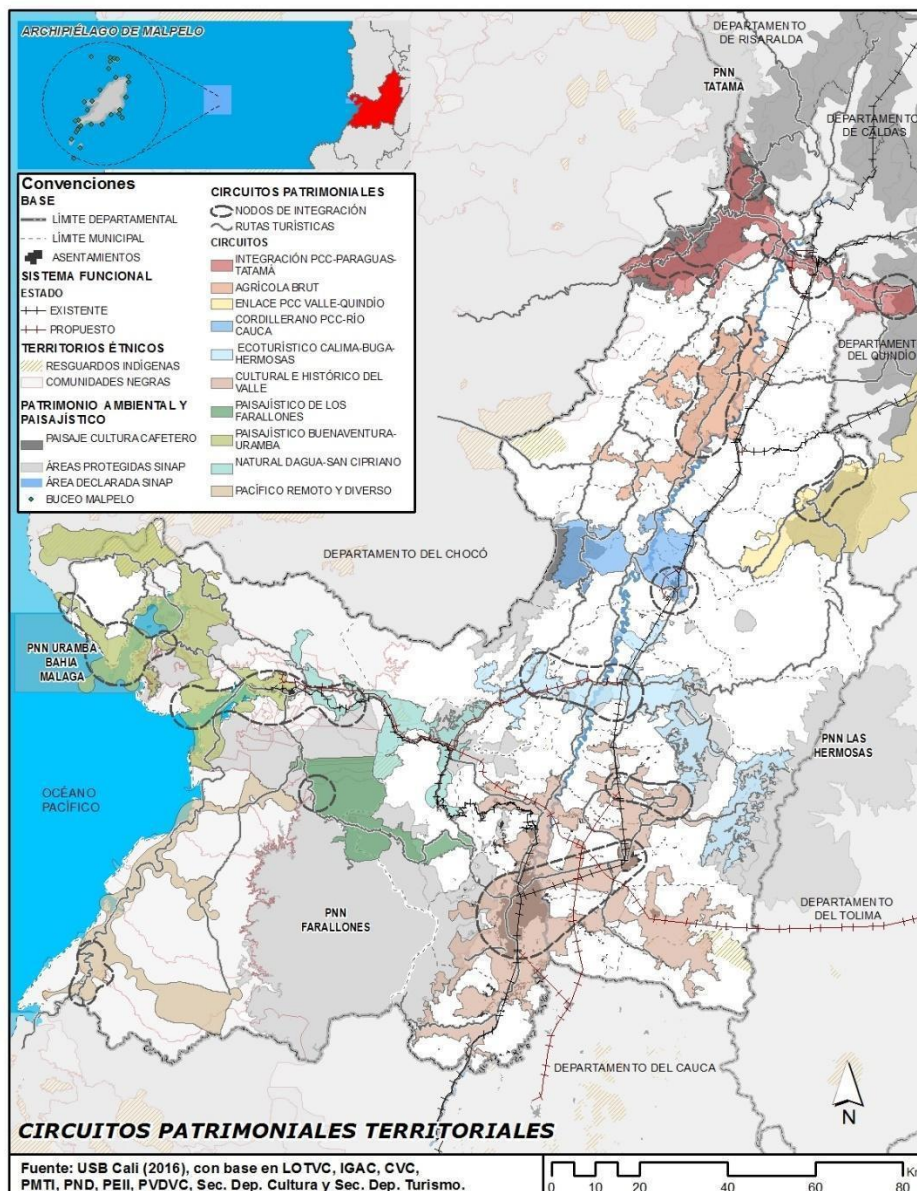 ARCHIPIÉLAGO DE MALPELO
DEPARTAMENTO
DE RISARALDA
PNN
TATAMÁ
DEPARTAMENTO
DE CALDAS
Convenciones
BASE
LÍMITE DEPARTAMENTAL
LÍMITE MUNICIPAL
ASENTAMIENTOS
SISTEMA FUNCIONAL
ESTADO
EXISTENTE
PROPUESTO
TERRITORIOS ÉTNICOS
RESGUARDOS INDÍGENAS
COMUNIDADES NEGRAS
PATRIMONIO AMBIENTAL Y
PAISAJÍSTICO
PAISAJE CULTURA CAFETERO
ÁREAS PROTEGIDAS SINAP
ÁREA DECLARADA SINAP
BUCEO MALPELO
CIRCUITOS PATRIMONIALES
NODOS DE INTEGRACIÓN
RUTAS TURÍSTICAS
CIRCUITOS
INTEGRACIÓN PCC-PARAGUAS-
TATAMÁ
AGRÍCOLA BRUT
ENLACE PCC VALLE-QUINDÍO
CORDILLERANO PCC-RÍO
CAUCA
ECOTURÍSTICO CALIMA-BUGA-
HERMOSAS
CULTURAL E HISTÓRICO DEL
VALLE
PAISAJÍSTICO DE LOS
FARALLONES
PAISAJÍSTICO BUENAVENTURA-
URAMBA
NATURAL DAGUA-SAN CIPRIANO
PACÍFICO REMOTO Y DIVERSO
DEPARTAMENTO
DEL QUINDÍO
DEPARTAMENTO DEL CHOCÓ
PNN URAMBA
BAHIA
MALAGA
PNN LAS
HERMOSAS
OCÉANO
PACÍFICO
PNN
FARALLONES
DEPARTAMENTO
DEL TOLIMA
DEPARTAMENTO DEL CAUCA
N
CIRCUITOS PATRIMONIALES TERRITORIALES
Fuente: USB Cali (2016), con base en LOTVC, IGAC, CVC,
PMTI, PND, PEII, PVDVC, Sec. Dep. Cultura y Sec. Dep. Turismo.
Km
0 10 20 40 60 80